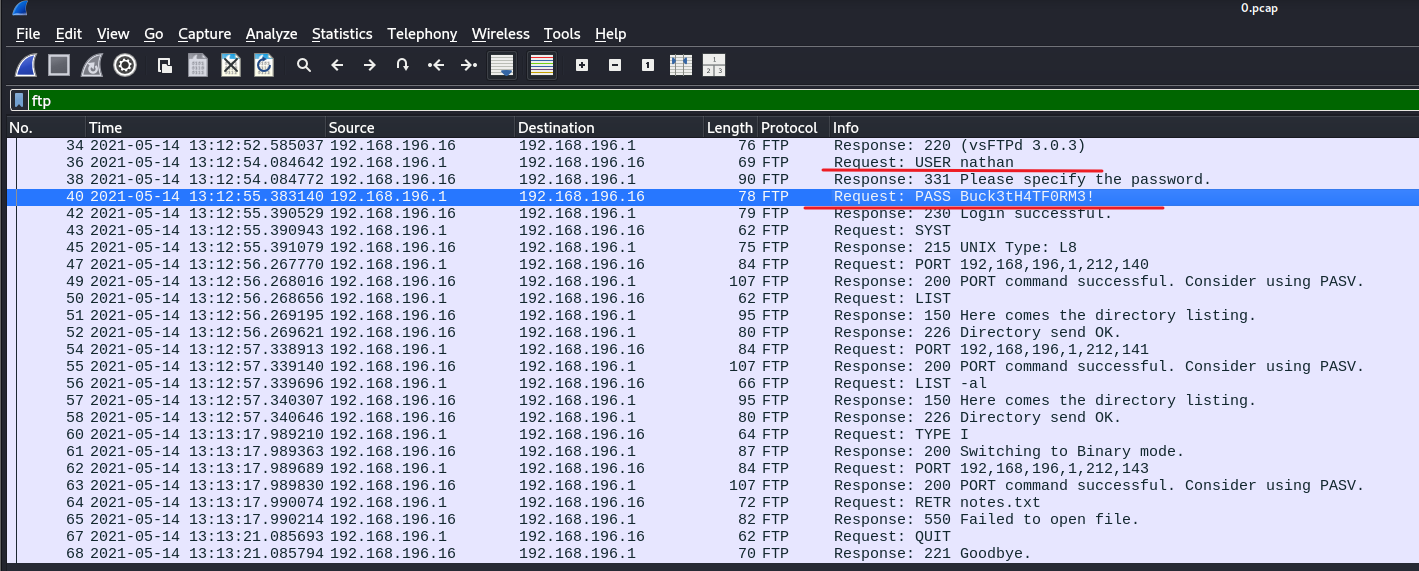 0.pcap
File Edit View Go Capture Analyze Statistics Telephony Wireless Tools Help
ftp
No. Time Source Destination Length Protocol Info
34 2021-05-14 13:12:52.585037 192.168.196.16 192.168.196.1 76 FTP Response: 220 (vsFTPd 3.0.3)
36 2021-05-14 13:12:54.084642 192.168.196.1 192.168.196.16 69 FTP Request: USER nathan
38 2021-05-14 13:12:54.084772 192.168.196.16 192.168.196.1 90 FTP Response: 331 Please specify the password.
40 2021-05-14 13:12:55.383140 192.168.196.1 192.168.196.16 78 FTP Request: PASS Buck3tH4TF0RM3!
42 2021-05-14 13:12:55.390529 192.168.196.16 192.168.196.1 79 FTP Response: 230 Login successful.
43 2021-05-14 13:12:55.390943 192.168.196.1 192.168.196.16 62 FTP Request: SYST
45 2021-05-14 13:12:55.391079 192.168.196.16 192.168.196.1 75 FTP Response: 215 UNIX Type: L8
47 2021-05-14 13:12:56.267770 192.168.196.1 192.168.196.16 84 FTP Request: PORT 192,168,196,1,212,140
49 2021-05-14 13:12:56.268016 192.168.196.16 192.168.196.1 107 FTP Response: 200 PORT command successful. Consider using PASV.
50 2021-05-14 13:12:56.268656 192.168.196.1 192.168.196.16 62 FTP Request: LIST
51 2021-05-14 13:12:56.269195 192.168.196.16 192.168.196.1 95 FTP Response: 150 Here comes the directory listing.
52 2021-05-14 13:12:56.269621 192.168.196.16 192.168.196.1 80 FTP Response: 226 Directory send OK.
54 2021-05-14 13:12:57.338913 192.168.196.1 192.168.196.16 84 FTP Request: PORT 192,168,196,1,212,141
55 2021-05-14 13:12:57.339140 192.168.196.16 192.168.196.1 107 FTP Response: 200 PORT command successful. Consider using PASV.
56 2021-05-14 13:12:57.339696 192.168.196.1 192.168.196.16 66 FTP Request: LIST -al
57 2021-05-14 13:12:57.340307 192.168.196.16 192.168.196.1 95 FTP Response: 150 Here comes the directory listing.
58 2021-05-14 13:12:57.340646 192.168.196.16 192.168.196.1 80 FTP Response: 226 Directory send OK.
60 2021-05-14 13:13:17.989210 192.168.196.1 192.168.196.16 64 FTP Request: TYPE I
61 2021-05-14 13:13:17.989363 192.168.196.16 192.168.196.1 87 FTP Response: 200 Switching to Binary mode.
62 2021-05-14 13:13:17.989689 192.168.196.1 192.168.196.16 84 FTP Request: PORT 192,168,196,1,212,143
63 2021-05-14 13:13:17.989830 192.168.196.16 192.168.196.1 107 FTP Response: 200 PORT command successful. Consider using PASV.
64 2021-05-14 13:13:17.990074 192.168.196.1 192.168.196.16 72 FTP Request: RETR notes.txt
65 2021-05-14 13:13:17.990214 192.168.196.16 192.168.196.1 82 FTP Response: 550 Failed to open file.
67 2021-05-14 13:13:21.085693 192.168.196.1 192.168.196.16 62 FTP Request: QUIT
68 2021-05-14 13:13:21.085794 192.168.196.16 192.168.196.1 70 FTP Response: 221 Goodbye.